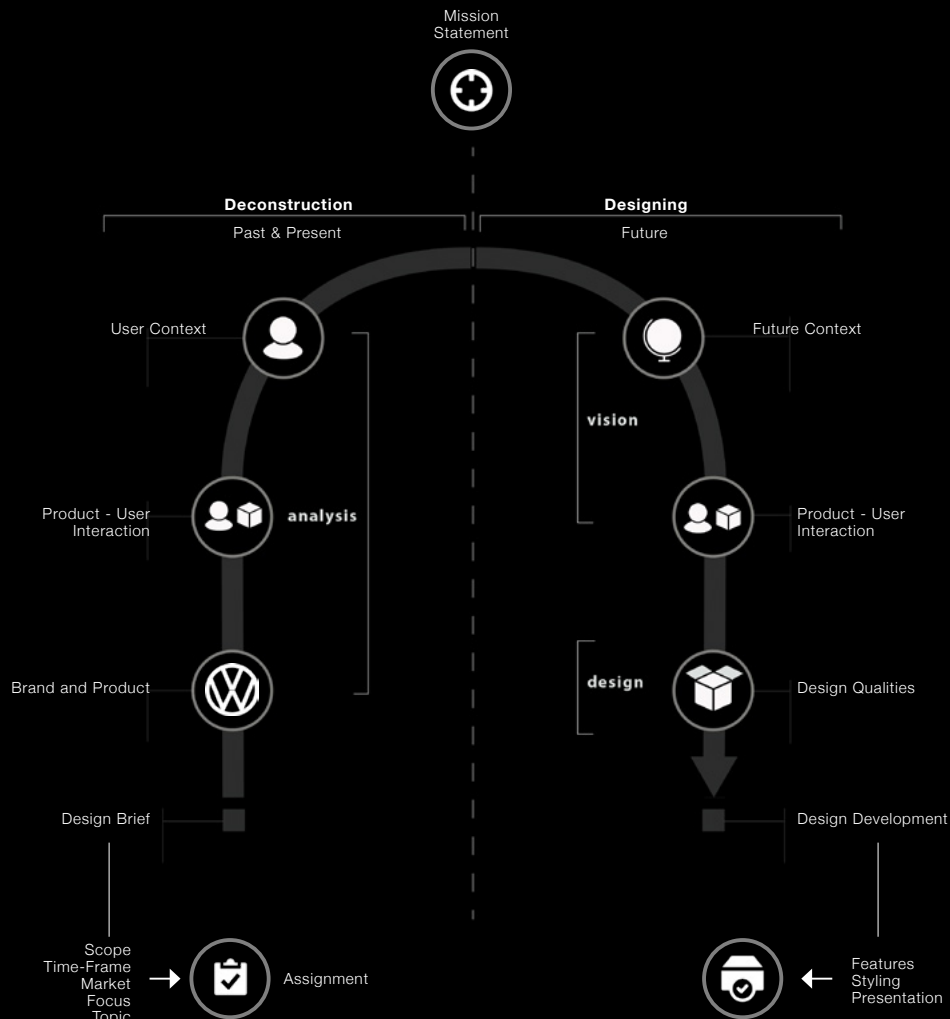 Mission
Statement
Deconstruction
Past & Present
Designing
Future
User Context
Future Context
vision
Product - User
Interaction
analysis
Product - User
Interaction
Brand and Product
design
Design Qualities
Design Brief
Design Development
Scope
Time-Frame
Market
Focus
Topic
Assignment
Features
Styling
Presentation